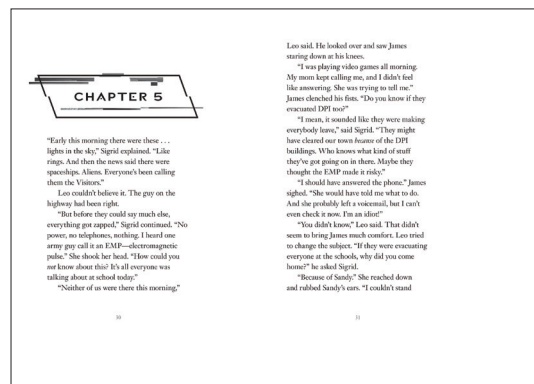 CHAPTER 5
“Early this morning there were these . . .
lights in the sky,” Sigrid explained. “Like
rings. And then the news said there were
spaceships. Aliens. Everyone’s been calling
them the Visitors.”
Leo couldn’t believe it. The guy on the
highway had been right.
“But before they could say much else,
everything got zapped,” Sigrid continued. “No
power, no telephones, nothing. I heard one
army guy call it an EMP—electromagnetic
pulse.” She shook her head. “How could you
not know about this? It’s all everyone was
talking about at school today.”
“Neither of us were there this morning,”
30
Leo said. He looked over and saw James
staring down at his knees.
“I was playing video games all morning.
My mom kept calling me, and I didn’t feel
like answering. She was trying to tell me.”
James clenched his fists. “Do you know if they
evacuated DPI too?”
“I mean, it sounded like they were making
everybody leave,” said Sigrid. “They might
have cleared our town because of the DPI
buildings. Who knows what kind of stuff
they’ve got going on in there. Maybe they
thought the EMP made it risky.”
“I should have answered the phone.” James
sighed. “She would have told me what to do.
And she probably left a voicemail, but I can’t
even check it now. I’m an idiot!”
“You didn’t know,” Leo said. That didn’t
seem to bring James much comfort. Leo tried
to change the subject. “If they were evacuating
everyone at the schools, why did you come
home?” he asked Sigrid.
“Because of Sandy.” She reached down
and rubbed Sandy’s ears. “I couldn’t stand
31